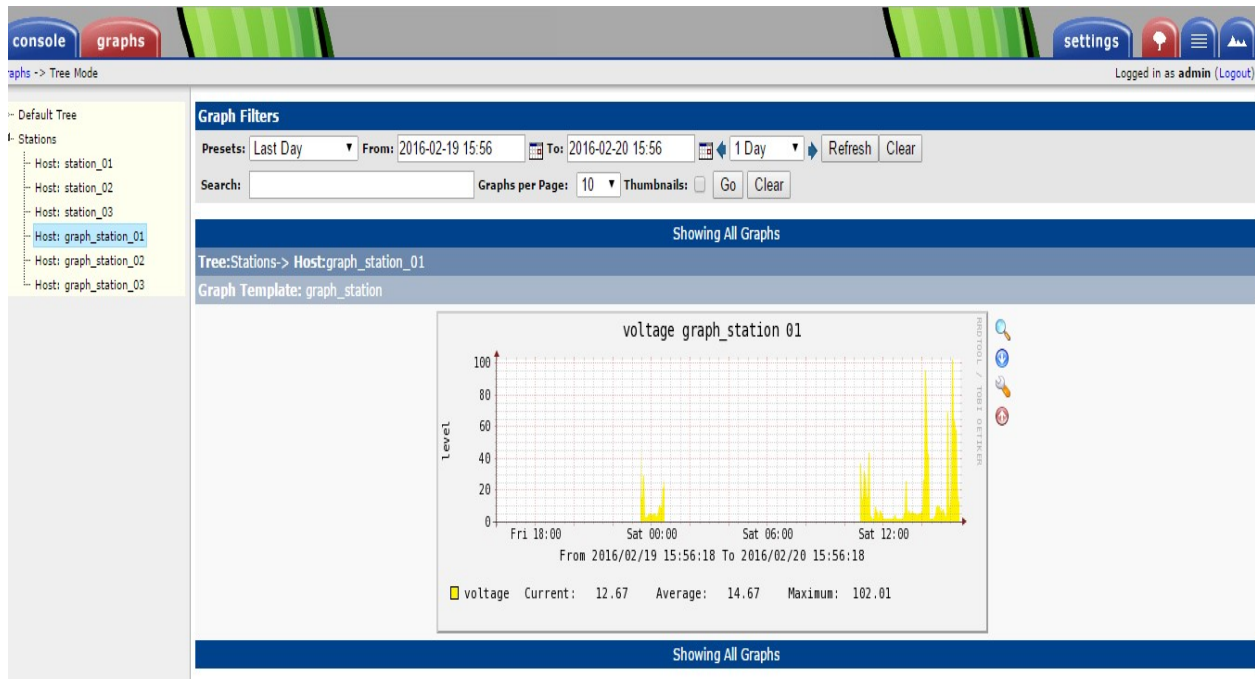 console graphs settings
raphs -> Tree Mode Logged in as admin (Logout)
Default Tree
Stations
Host: station_01
Host: station_02
Host: station_03
Host: graph_station_01
Host: graph_station_02
Host: graph_station_03
Graph Filters
Presets: Last Day From: 2016-02-19 15:56 To: 2016-02-20 15:56 1 Day Refresh Clear
Search: Graphs per Page: 10 Thumbnails: Go Clear
Showing All Graphs
Tree:Stations-> Host:graph_station_01
Graph Template: graph_station
voltage graph_station 01
RRDTOOL / TOBI OETIKER
level
100
80
60
40
20
0
Fri 18:00 Sat 00:00 Sat 06:00 Sat 12:00
From 2016/02/19 15:56:18 To 2016/02/20 15:56:18
voltage Current: 12.67 Average: 14.67 Maximum: 102.01
Showing All Graphs